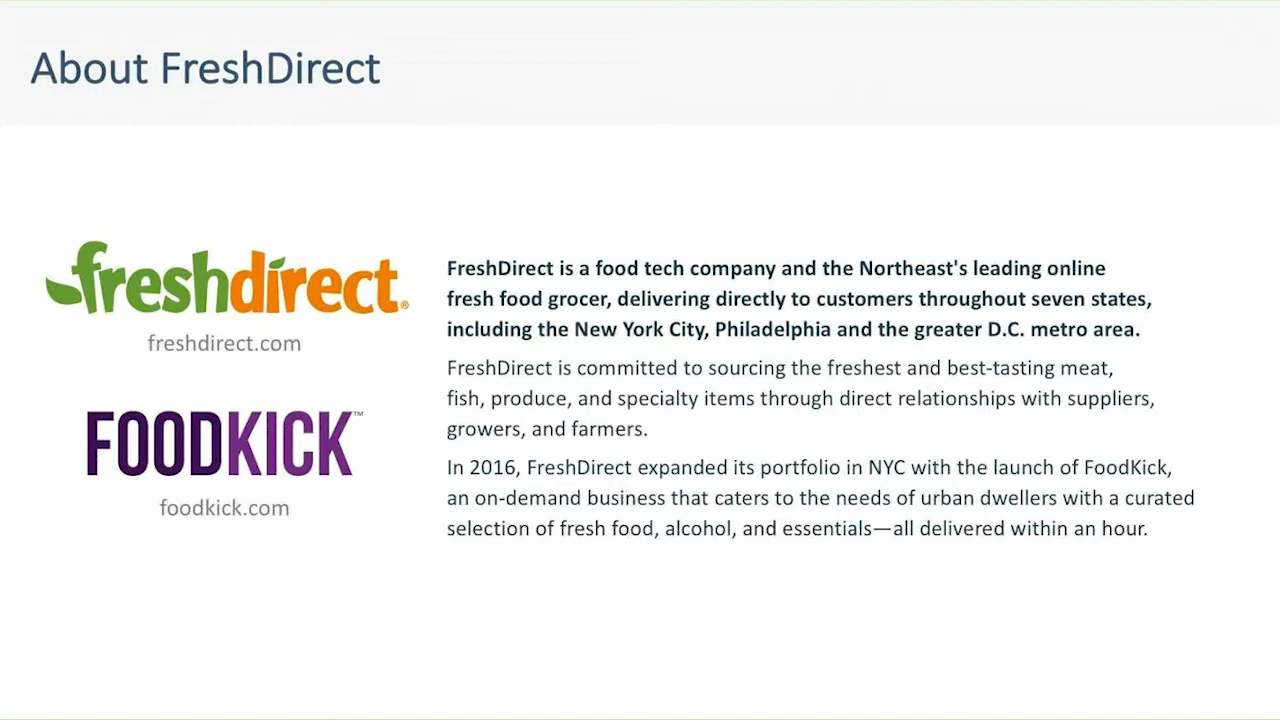 About FreshDirect
freshdirect®
freshdirect.com
FOODKICK™
foodkick.com
FreshDirect is a food tech company and the Northeast's leading online
fresh food grocer, delivering directly to customers throughout seven states,
including the New York City, Philadelphia and the greater D.C. metro area.
FreshDirect is committed to sourcing the freshest and best-tasting meat,
fish, produce, and specialty items through direct relationships with suppliers,
growers, and farmers.
In 2016, FreshDirect expanded its portfolio in NYC with the launch of FoodKick,
an on-demand business that caters to the needs of urban dwellers with a curated
selection of fresh food, alcohol, and essentials—all delivered within an hour.